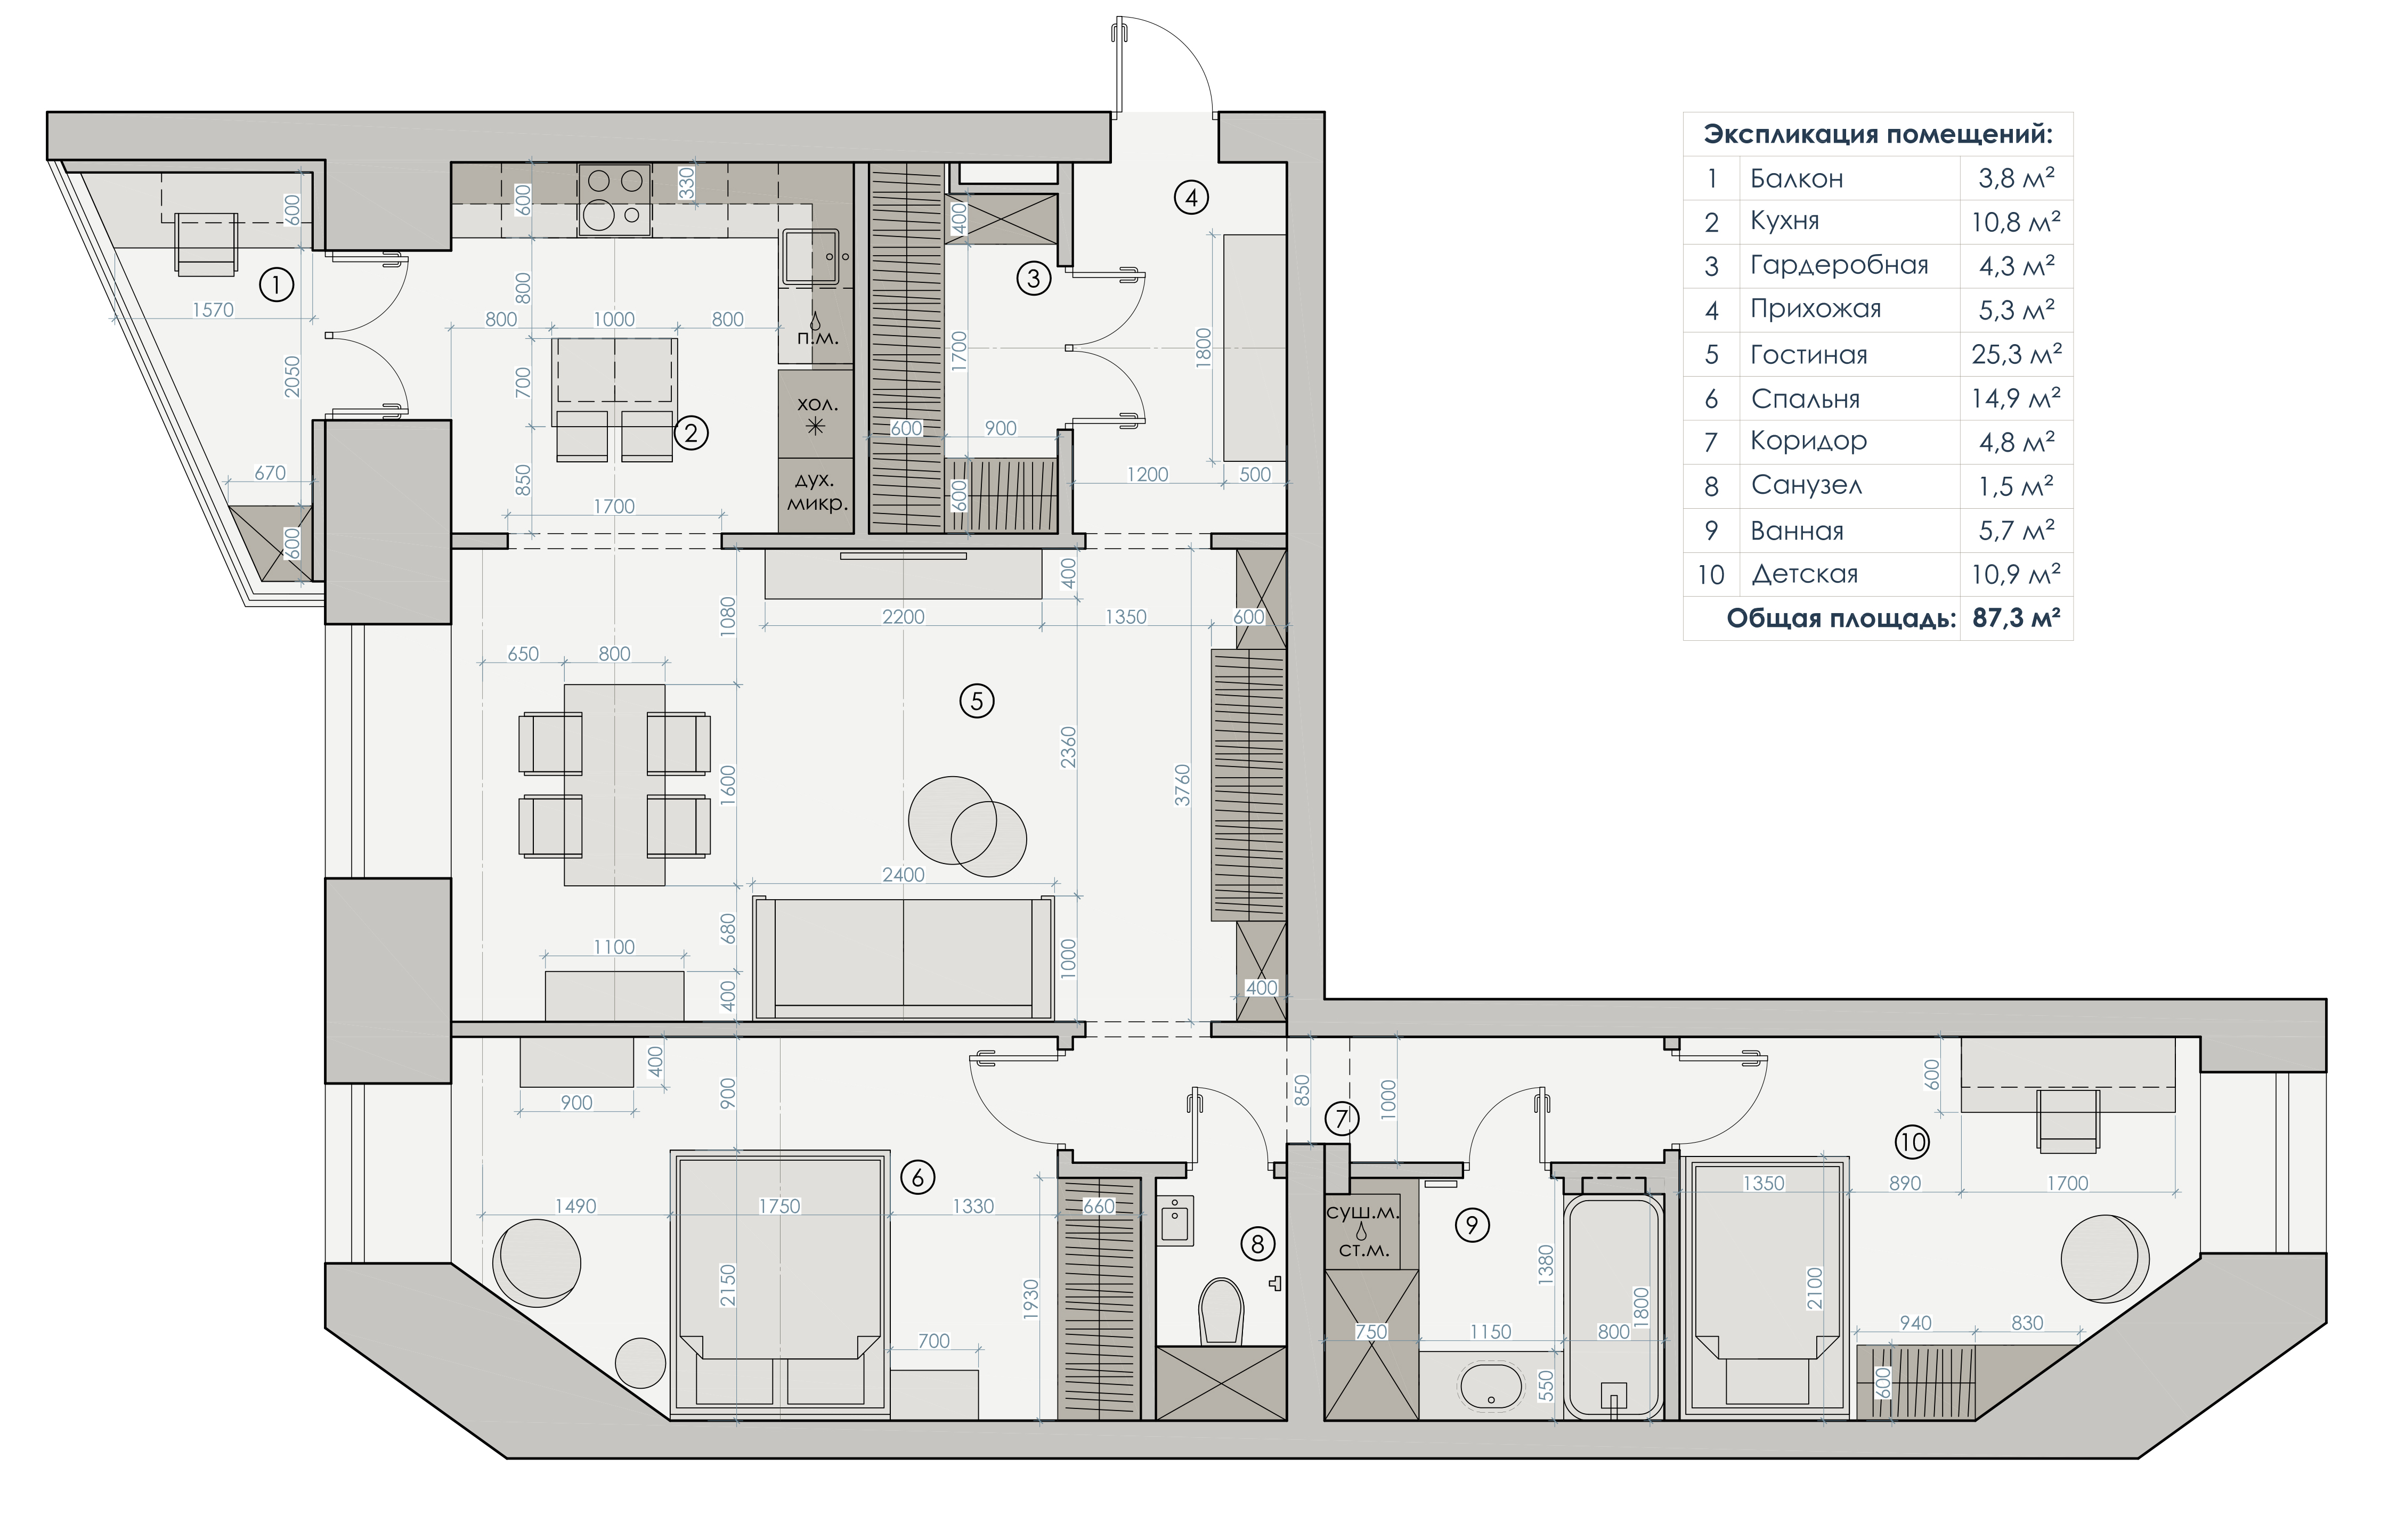 Экспликация помещений:
1 Балкон 3,8 м²
2 Кухня 10,8 м²
3 Гардеробная 4,3 м²
4 Прихожая 5,3 м²
5 Гостиная 25,3 м²
6 Спальня 14,9 м²
7 Коридор 4,8 м²
8 Санузел 1,5 м²
9 Ванная 5,7 м²
10 Детская 10,9 м²
Общая площадь: 87,3 м²
600
1
1570
2050
670
600
600
330
800
800 1000 800
п.м.
700
хол.
2
850
дух.
микр.
1700
400
3
1700
600 900
600
4
1800
1200 500
400
1080
2200 1350 600
650 800
5
2360
1600
3760
2400
680
1100
1000
400
400
400
900
900
6
1490 1750 1330 660
2150
1930
700
850
7
1000
8
суш.м.
ст.м.
9
1380
1800
750 1150 800
550
600
10
1350 890 1700
2100
940 830
600